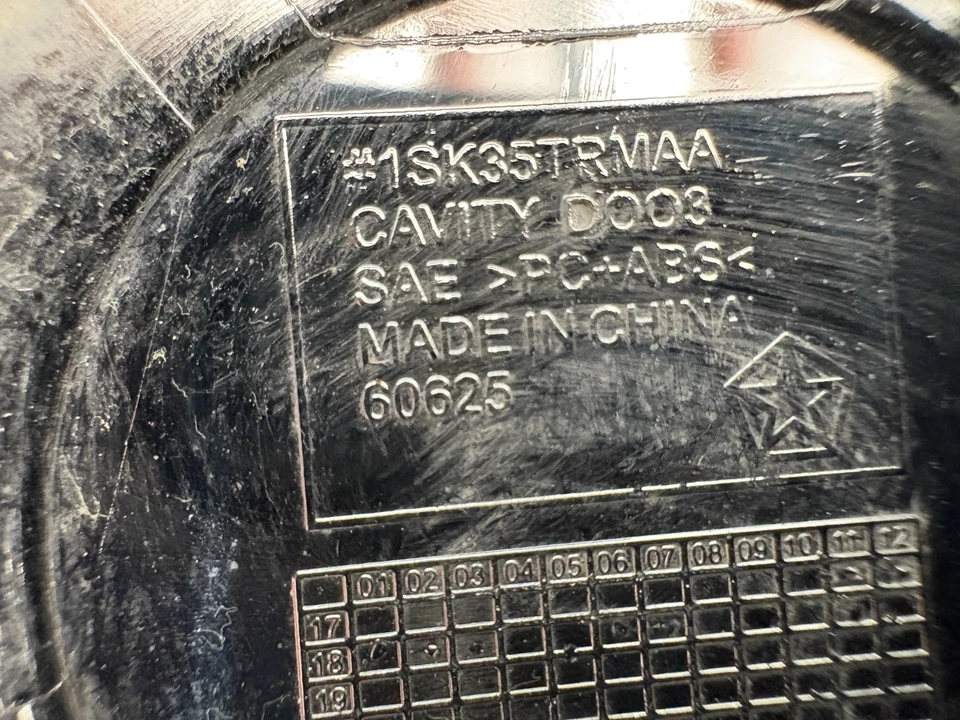 #1SK35TRMAA
CAVITY D003
SAE >PC+ABS<
MADE IN CHINA
60625
01 02 03 04 05 06 07 08 09 10 11 12
17
18
19